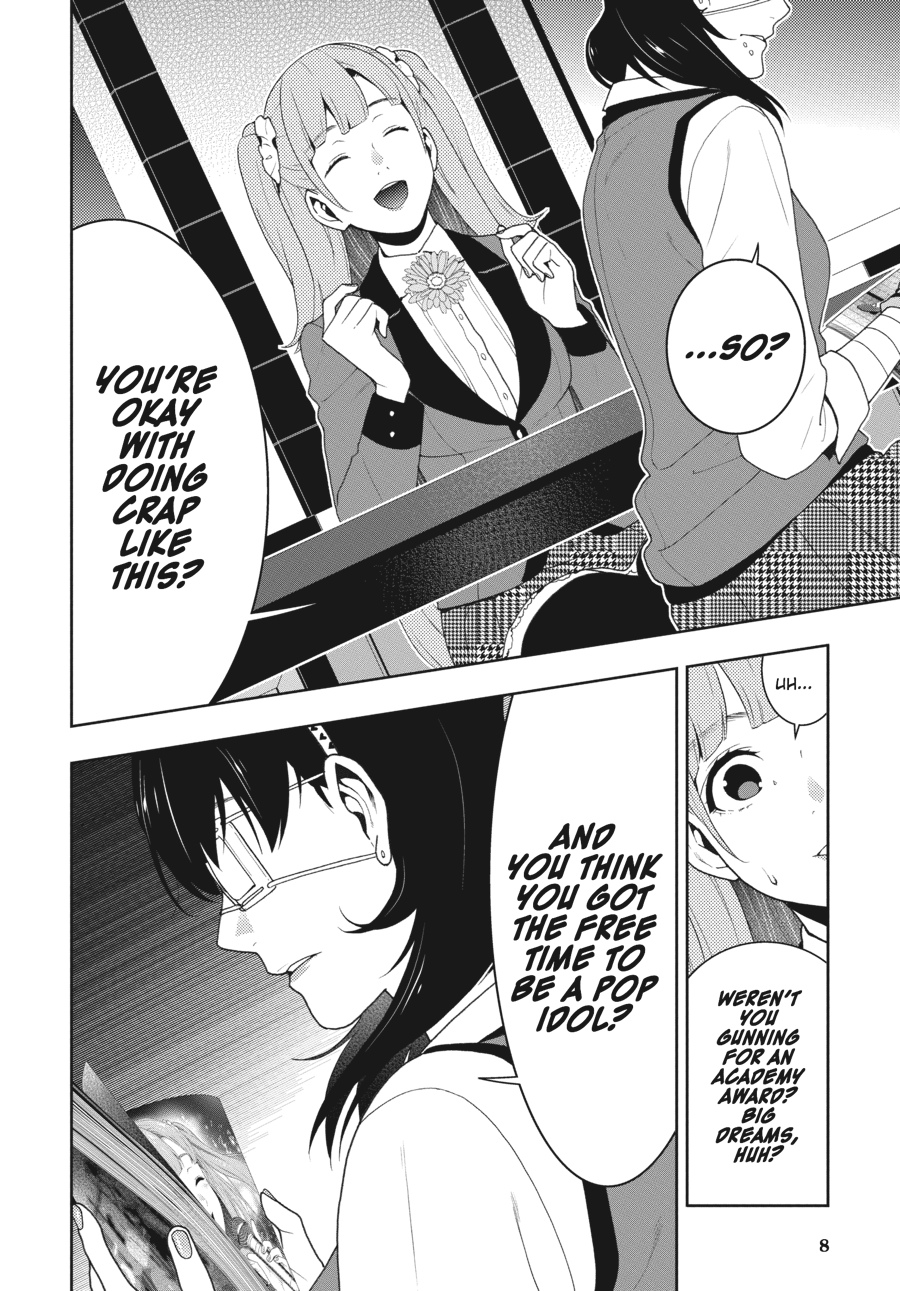 ...SO?
YOU'RE
OKAY
WITH
DOING
CRAP
LIKE
THIS?
UH...
WEREN'T
YOU
GUNNING
FOR AN
ACADEMY
AWARD?
BIG
DREAMS,
HUH?
AND
YOU THINK
YOU GOT
THE FREE
TIME TO
BE A POP
IDOL?
8